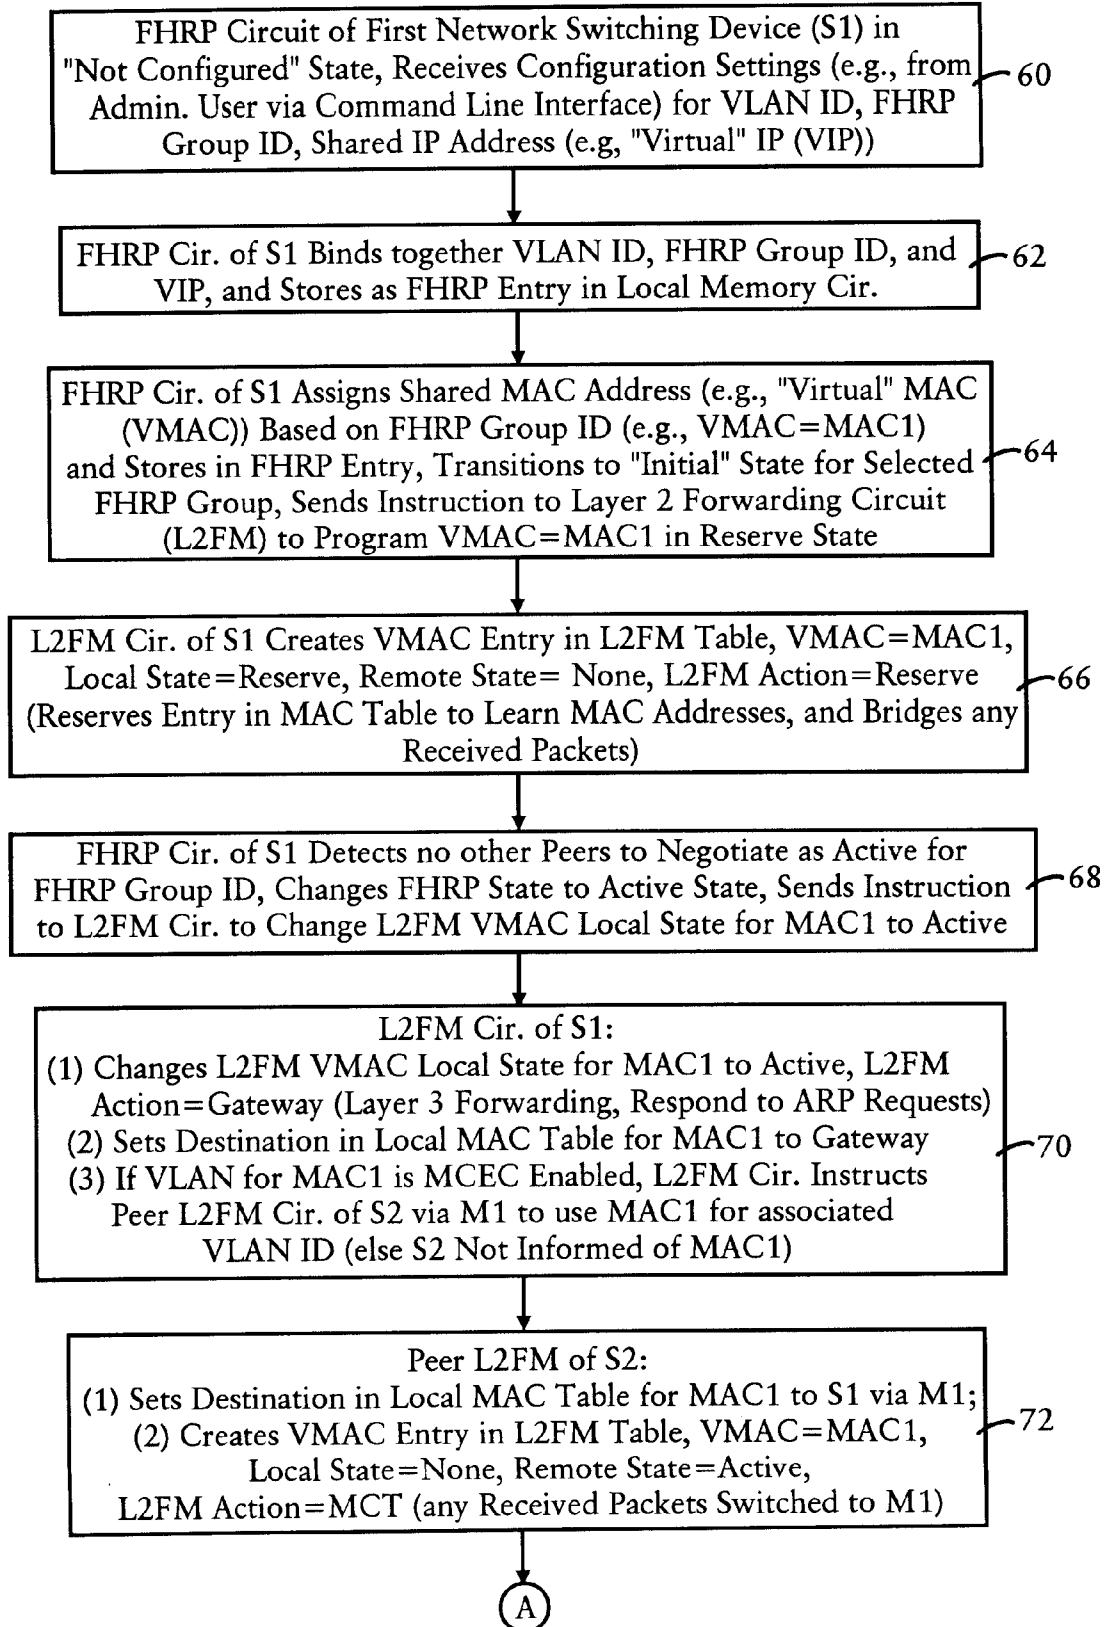 FHRP Circuit of First Network Switching Device (S1) in
"Not Configured" State, Receives Configuration Settings (e.g., from
Admin. User via Command Line Interface) for VLAN ID, FHRP
Group ID, Shared IP Address (e.g, "Virtual" IP (VIP))
60
FHRP Cir. of S1 Binds together VLAN ID, FHRP Group ID, and
VIP, and Stores as FHRP Entry in Local Memory Cir.
62
FHRP Cir. of S1 Assigns Shared MAC Address (e.g., "Virtual" MAC
(VMAC)) Based on FHRP Group ID (e.g., VMAC=MAC1)
and Stores in FHRP Entry, Transitions to "Initial" State for Selected
FHRP Group, Sends Instruction to Layer 2 Forwarding Circuit
(L2FM) to Program VMAC=MAC1 in Reserve State
64
L2FM Cir. of S1 Creates VMAC Entry in L2FM Table, VMAC=MAC1,
Local State=Reserve, Remote State= None, L2FM Action=Reserve
(Reserves Entry in MAC Table to Learn MAC Addresses, and Bridges any
Received Packets)
66
FHRP Cir. of S1 Detects no other Peers to Negotiate as Active for
FHRP Group ID, Changes FHRP State to Active State, Sends Instruction
to L2FM Cir. to Change L2FM VMAC Local State for MAC1 to Active
68
L2FM Cir. of S1:
(1) Changes L2FM VMAC Local State for MAC1 to Active, L2FM
Action=Gateway (Layer 3 Forwarding, Respond to ARP Requests)
(2) Sets Destination in Local MAC Table for MAC1 to Gateway
(3) If VLAN for MAC1 is MCEC Enabled, L2FM Cir. Instructs
Peer L2FM Cir. of S2 via M1 to use MAC1 for associated
VLAN ID (else S2 Not Informed of MAC1)
70
Peer L2FM of S2:
(1) Sets Destination in Local MAC Table for MAC1 to S1 via M1;
(2) Creates VMAC Entry in L2FM Table, VMAC=MAC1,
Local State=None, Remote State=Active,
L2FM Action=MCT (any Received Packets Switched to M1)
72
A